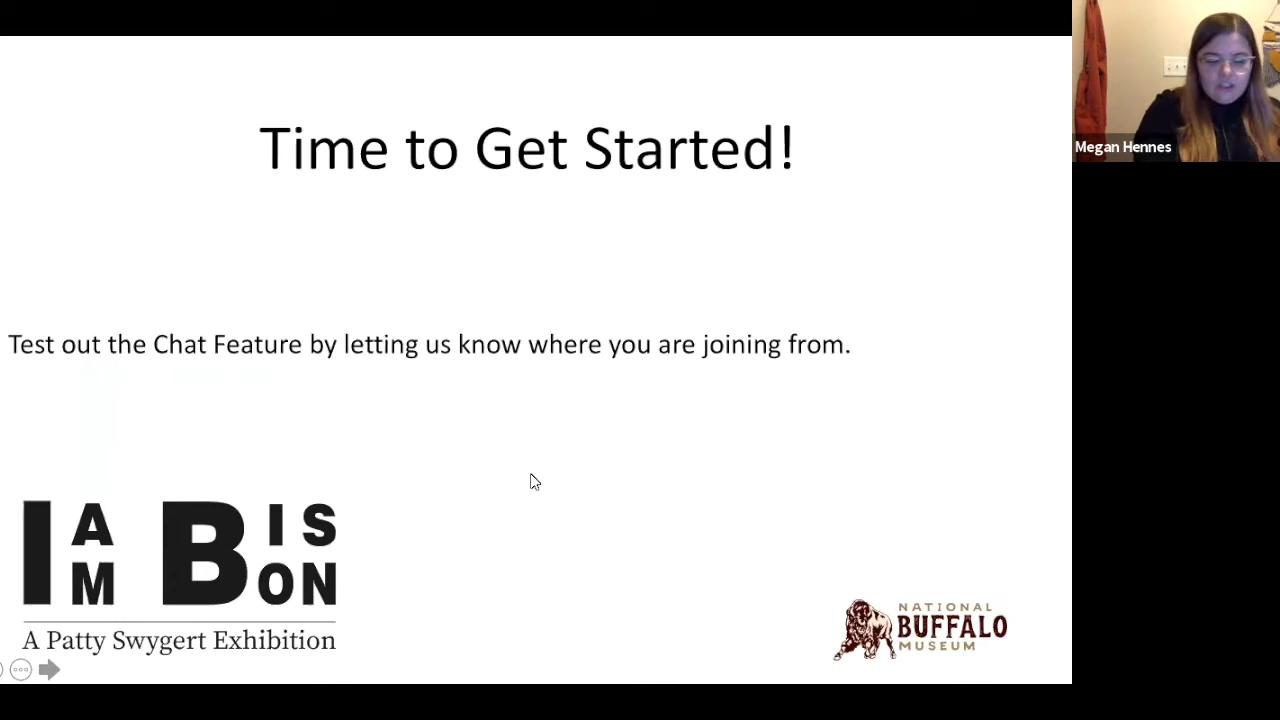 Time to Get Started!
Megan Hennes
Test out the Chat Feature by letting us know where you are joining from.
I AM BISON
A Patty Swygert Exhibition
NATIONAL
BUFFALO
MUSEUM